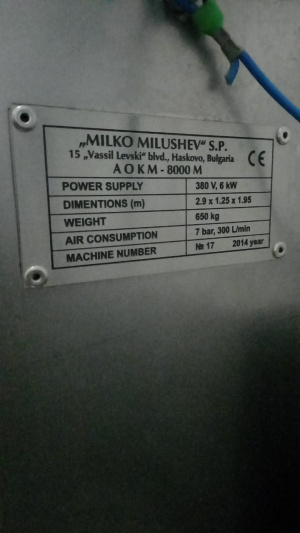 „MILKO MILUSHEV" S.P.
15 „Vassil Levski" blvd., Haskovo, Bulgaria CE
AOKM - 8000 M
POWER SUPPLY 380 V, 6 kW
DIMENTIONS (m) 2.9 x 1.25 x 1.95
WEIGHT 650 kg
AIR CONSUMPTION 7 bar, 300 L/min
MACHINE NUMBER № 17 2014 year